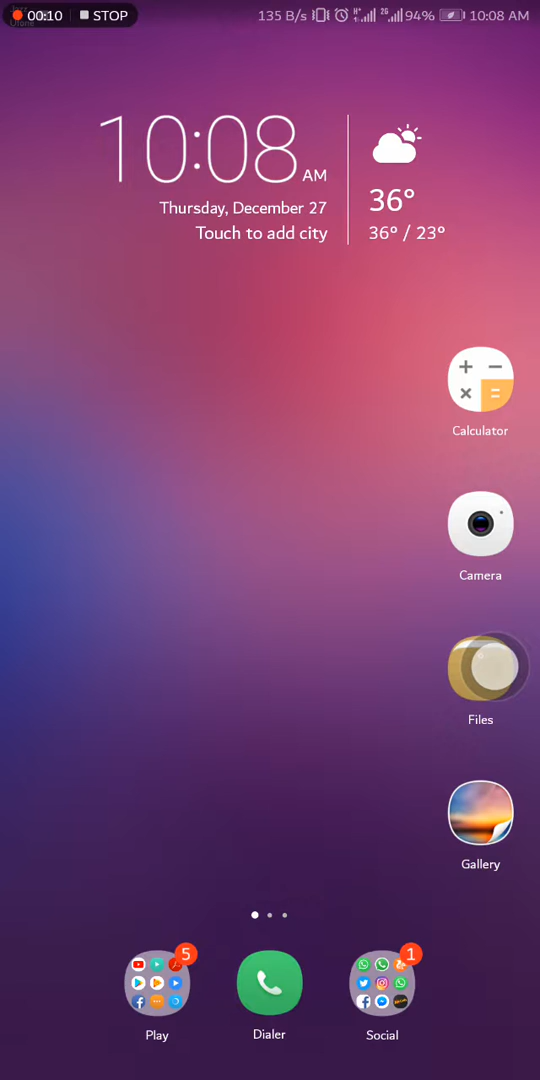 00:10 STOP 135 B/s 94% 10:08 AM
10:08 AM
Thursday, December 27
Touch to add city
36°
36° / 23°
Calculator
Camera
Files
Gallery
5
1
Play
Dialer
Social